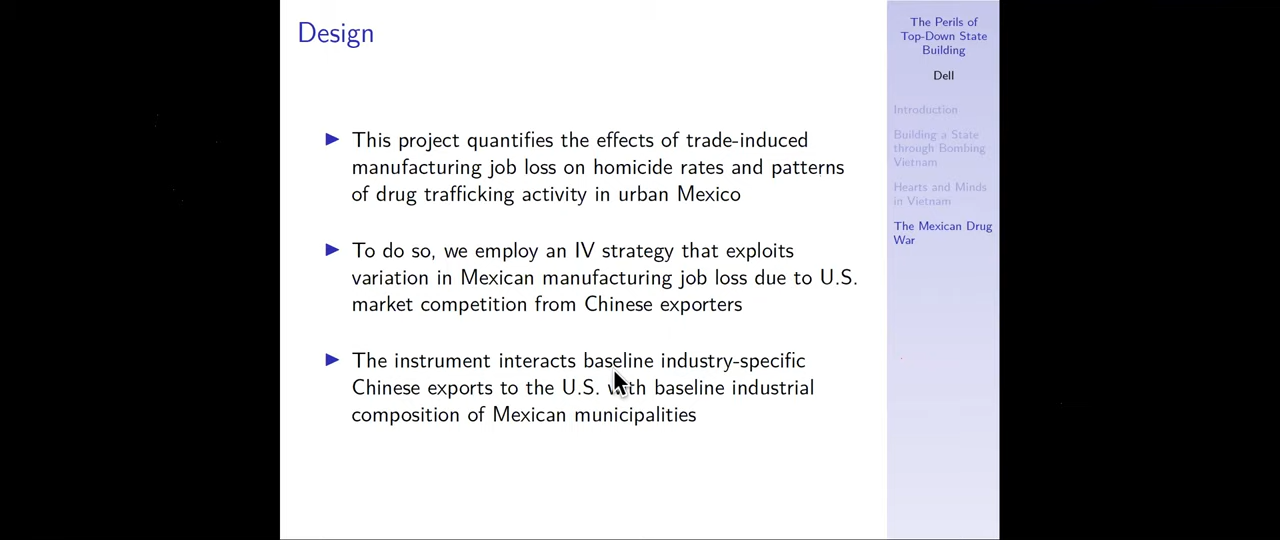 Design
This project quantifies the effects of trade-induced
manufacturing job loss on homicide rates and patterns
of drug trafficking activity in urban Mexico
To do so, we employ an IV strategy that exploits
variation in Mexican manufacturing job loss due to U.S.
market competition from Chinese exporters
The instrument interacts baseline industry-specific
Chinese exports to the U.S. with baseline industrial
composition of Mexican municipalities
The Perils of
Top-Down State
Building
Dell
Introduction
Building a State
through Bombing
Vietnam
Hearts and Minds
in Vietnam
The Mexican Drug
War